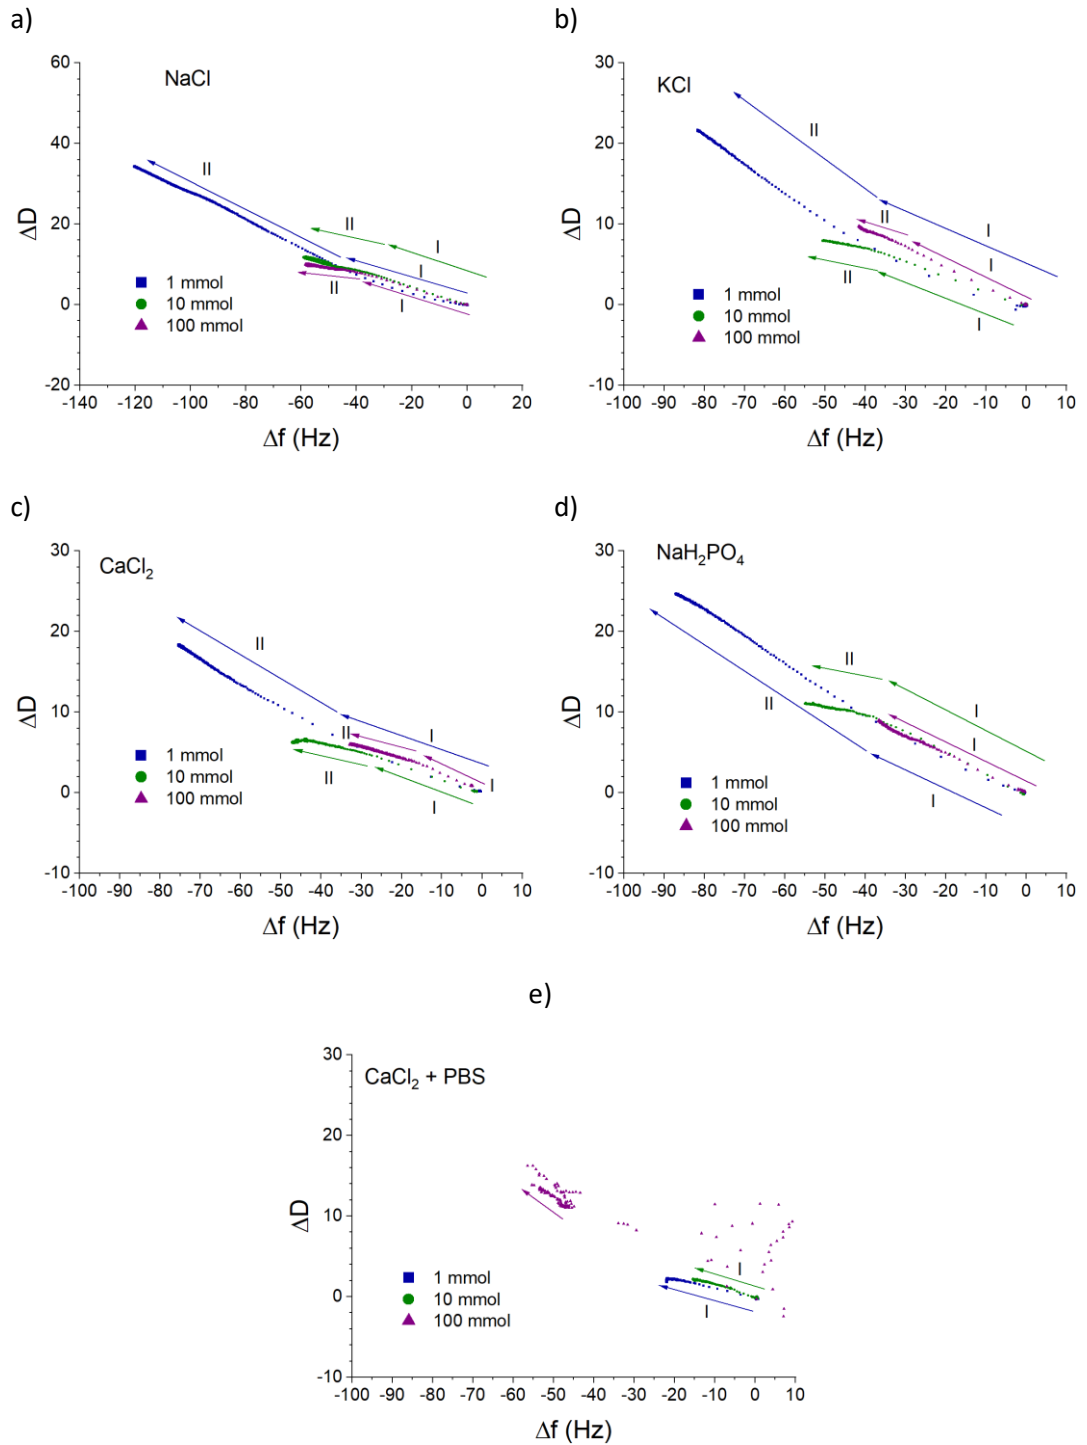 a)
NaCl
60
40
20
0
-20
-140 -120 -100 -80 -60 -40 -20 0 20
ΔD
Δf (Hz)
II
II
I
I
II
I
1 mmol
10 mmol
100 mmol
b)
KCl
30
20
10
0
-10
-100 -90 -80 -70 -60 -50 -40 -30 -20 -10 0 10
ΔD
Δf (Hz)
II
I
II
I
II
I
1 mmol
10 mmol
100 mmol
c)
CaCl₂
30
20
10
0
-10
-100 -90 -80 -70 -60 -50 -40 -30 -20 -10 0 10
ΔD
Δf (Hz)
II
I
II
I
II
I
1 mmol
10 mmol
100 mmol
d)
NaH₂PO₄
30
20
10
0
-10
-100 -90 -80 -70 -60 -50 -40 -30 -20 -10 0 10
ΔD
Δf (Hz)
II
I
II
I
I
1 mmol
10 mmol
100 mmol
e)
CaCl₂ + PBS
30
20
10
0
-10
-100 -90 -80 -70 -60 -50 -40 -30 -20 -10 0 10
ΔD
Δf (Hz)
I
I
1 mmol
10 mmol
100 mmol